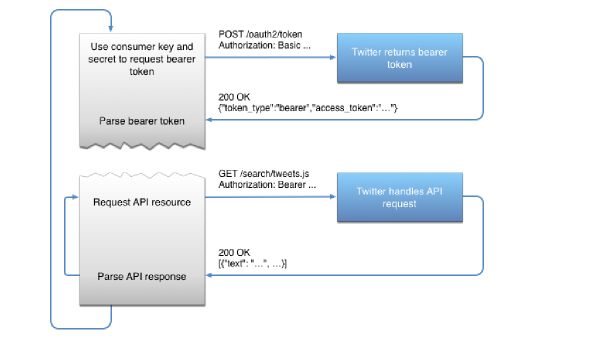 Use consumer key and
secret to request bearer
token
POST /oauth2/token
Authorization: Basic ...
Twitter returns bearer
token
200 OK
{"token_type":"bearer","access_token":"..."}
Parse bearer token
Request API resource
GET /search/tweets.js
Authorization: Bearer ...
Twitter handles API
request
200 OK
[{"text": "...", ...}]
Parse API response